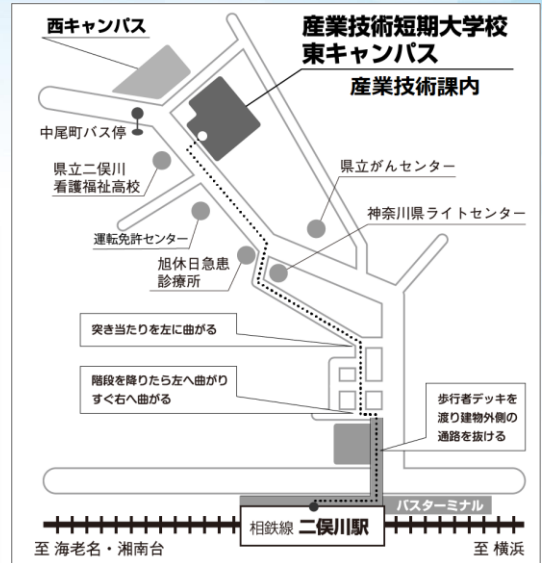 西キャンパス
産業技術短期大学校
東キャンパス
産業技術課内
中尾町バス停
県立二俣川
看護福祉高校
県立がんセンター
神奈川県ライトセンター
運転免許センター
旭休日急患
診療所
突き当たりを左に曲がる
階段を降りたら左へ曲がり
すぐ右へ曲がる
歩行者デッキを
渡り建物外側の
通路を抜ける
バスターミナル
相鉄線 二俣川駅
至 海老名・湘南台
至 横浜